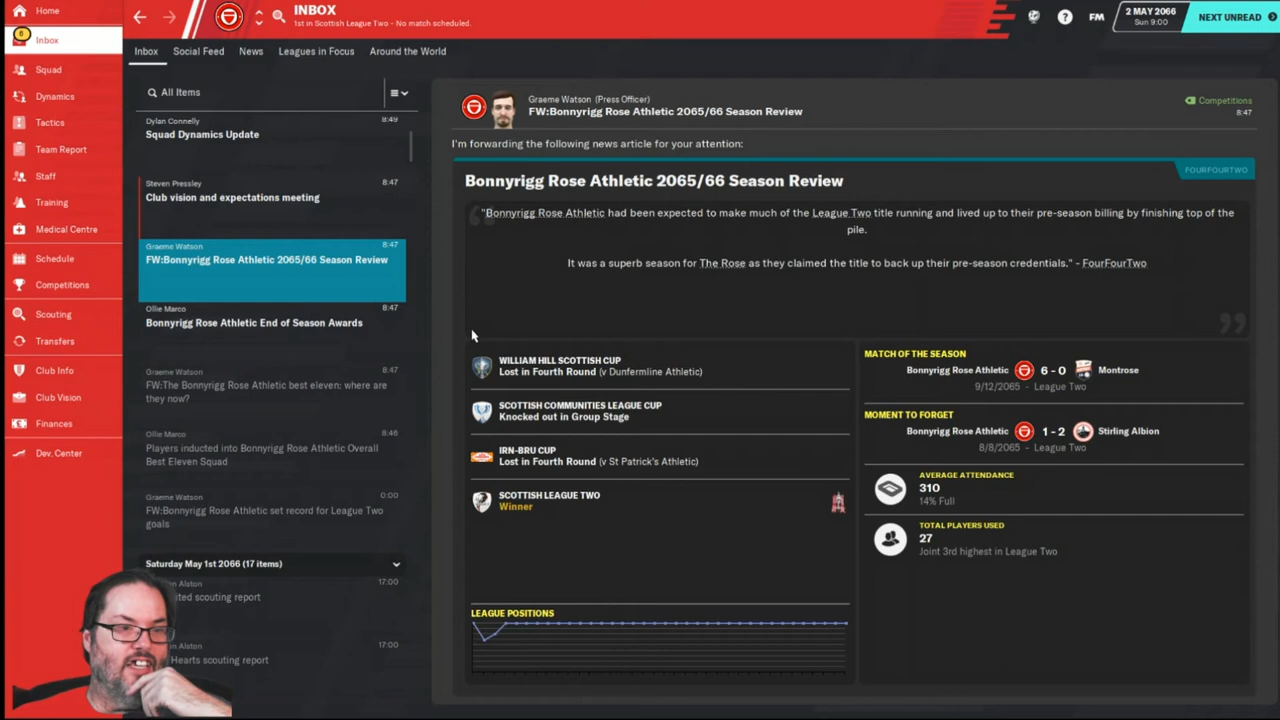 Home
INBOX
1st in Scottish League Two - No match scheduled.
FM
2 MAY 2066
Sun 9:00
NEXT UNREAD
6
Inbox
Squad
Dynamics
Tactics
Team Report
Staff
Training
Medical Centre
Schedule
Competitions
Scouting
Transfers
Club Info
Club Vision
Finances
Dev. Center
Inbox
Social Feed
News
Leagues in Focus
Around the World
All Items
Dylan Connelly
8:49
Squad Dynamics Update
Steven Pressley
8:47
Club vision and expectations meeting
Graeme Watson
8:47
FW:Bonnyrigg Rose Athletic 2065/66 Season Review
Ollie Marco
8:47
Bonnyrigg Rose Athletic End of Season Awards
Graeme Watson
8:47
FW:The Bonnyrigg Rose Athletic best eleven: where are
they now?
Ollie Marco
8:46
Players inducted into Bonnyrigg Rose Athletic Overall
Best Eleven Squad
Graeme Watson
0:00
FW:Bonnyrigg Rose Athletic set record for League Two
goals
Saturday May 1st 2066 (17 items)
n Alston
17:00
ited scouting report
n Alston
17:00
Hearts scouting report
Graeme Watson (Press Officer)
FW:Bonnyrigg Rose Athletic 2065/66 Season Review
Competitions
8:47
I'm forwarding the following news article for your attention:
FOURFOURTWO
Bonnyrigg Rose Athletic 2065/66 Season Review
"Bonnyrigg Rose Athletic had been expected to make much of the League Two title running and lived up to their pre-season billing by finishing top of the
pile.
It was a superb season for The Rose as they claimed the title to back up their pre-season credentials." - FourFourTwo
WILLIAM HILL SCOTTISH CUP
Lost in Fourth Round (v Dunfermline Athletic)
SCOTTISH COMMUNITIES LEAGUE CUP
Knocked out in Group Stage
IRN-BRU CUP
Lost in Fourth Round (v St Patrick's Athletic)
SCOTTISH LEAGUE TWO
Winner
LEAGUE POSITIONS
MATCH OF THE SEASON
Bonnyrigg Rose Athletic 6 - 0 Montrose
9/12/2065 - League Two
MOMENT TO FORGET
Bonnyrigg Rose Athletic 1 - 2 Stirling Albion
8/8/2065 - League Two
AVERAGE ATTENDANCE
310
14% Full
TOTAL PLAYERS USED
27
Joint 3rd highest in League Two